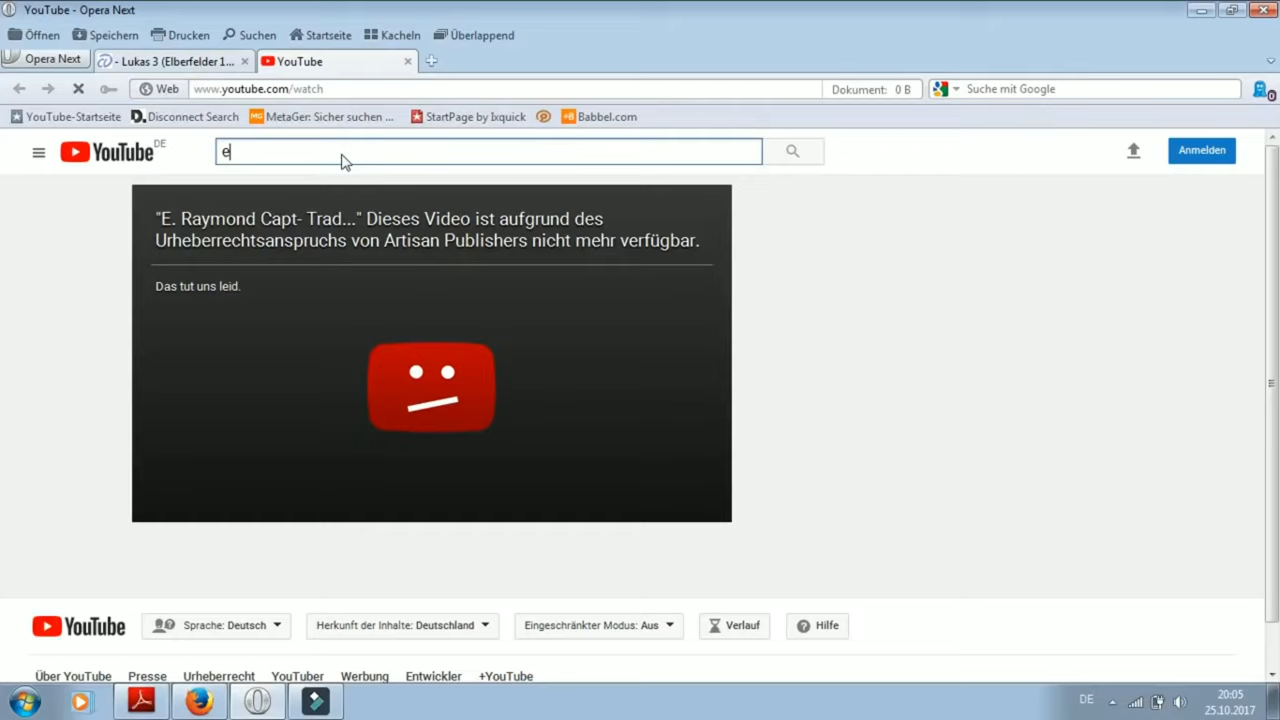 YouTube - Opera Next
Öffnen Speichern Drucken Suchen Startseite Kacheln Überlappend
Opera Next - Lukas 3 (Elberfelder 1... YouTube
Web www.youtube.com/watch Dokument: 0 B Suche mit Google 0
YouTube-Startseite Disconnect Search MG MetaGer: Sicher suchen ... StartPage by Ixquick +B Babbel.com
YouTube DE e Anmelden
"E. Raymond Capt- Trad..." Dieses Video ist aufgrund des
Urheberrechtsanspruchs von Artisan Publishers nicht mehr verfügbar.
Das tut uns leid.
YouTube Sprache: Deutsch Herkunft der Inhalte: Deutschland Eingeschränkter Modus: Aus Verlauf Hilfe
Über YouTube Presse Urheberrecht YouTuber Werbung Entwickler +YouTube
DE 20:05
25.10.2017